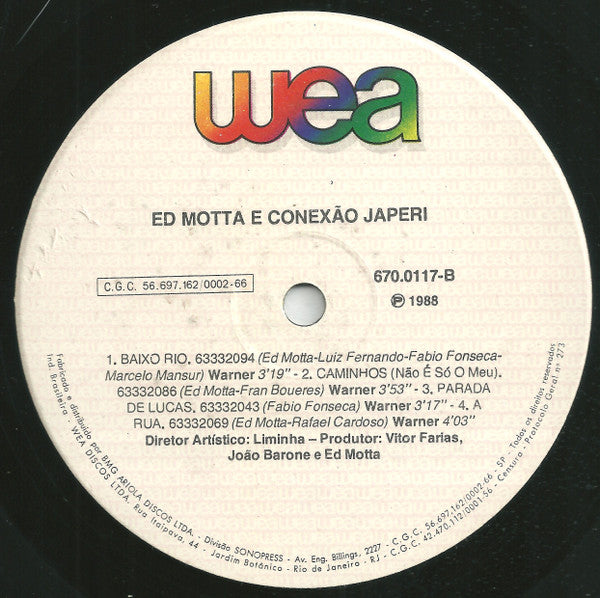 wea
ED MOTTA E CONEXÃO JAPERI
C.G.C. 56.697.162/0002-66
670.0117-B
Ⓟ 1988
1. BAIXO RIO. 63332094 (Ed Motta-Luiz Fernando-Fabio Fonseca-
Marcelo Mansur) Warner 3'19" - 2. CAMINHOS (Não É Só O Meu).
63332086 (Ed Motta-Fran Boueres) Warner 3'53" - 3. PARADA
DE LUCAS. 63332043 (Fabio Fonseca) Warner 3'17" - 4. A
RUA. 63332069 (Ed Motta-Rafael Cardoso) Warner 4'03"
Diretor Artístico: Liminha – Produtor: Vitor Farias,
João Barone e Ed Motta
Fabricado e distribuído por BMG ARIOLA DISCOS LTDA. - Divisão SONOPRESS - Av. Eng. Billings, 2227 - C.G.C. 56.697.162/0002-66 - SP - Todos os direitos reservados
Ind. Brasileira - WEA DISCOS LTDA. Rua Itaipava, 44 - Jardim Botânico - Rio de Janeiro - RJ - C.G.C. 42.470.112/0001-56 - Censura - Protocolo Geral nº 273